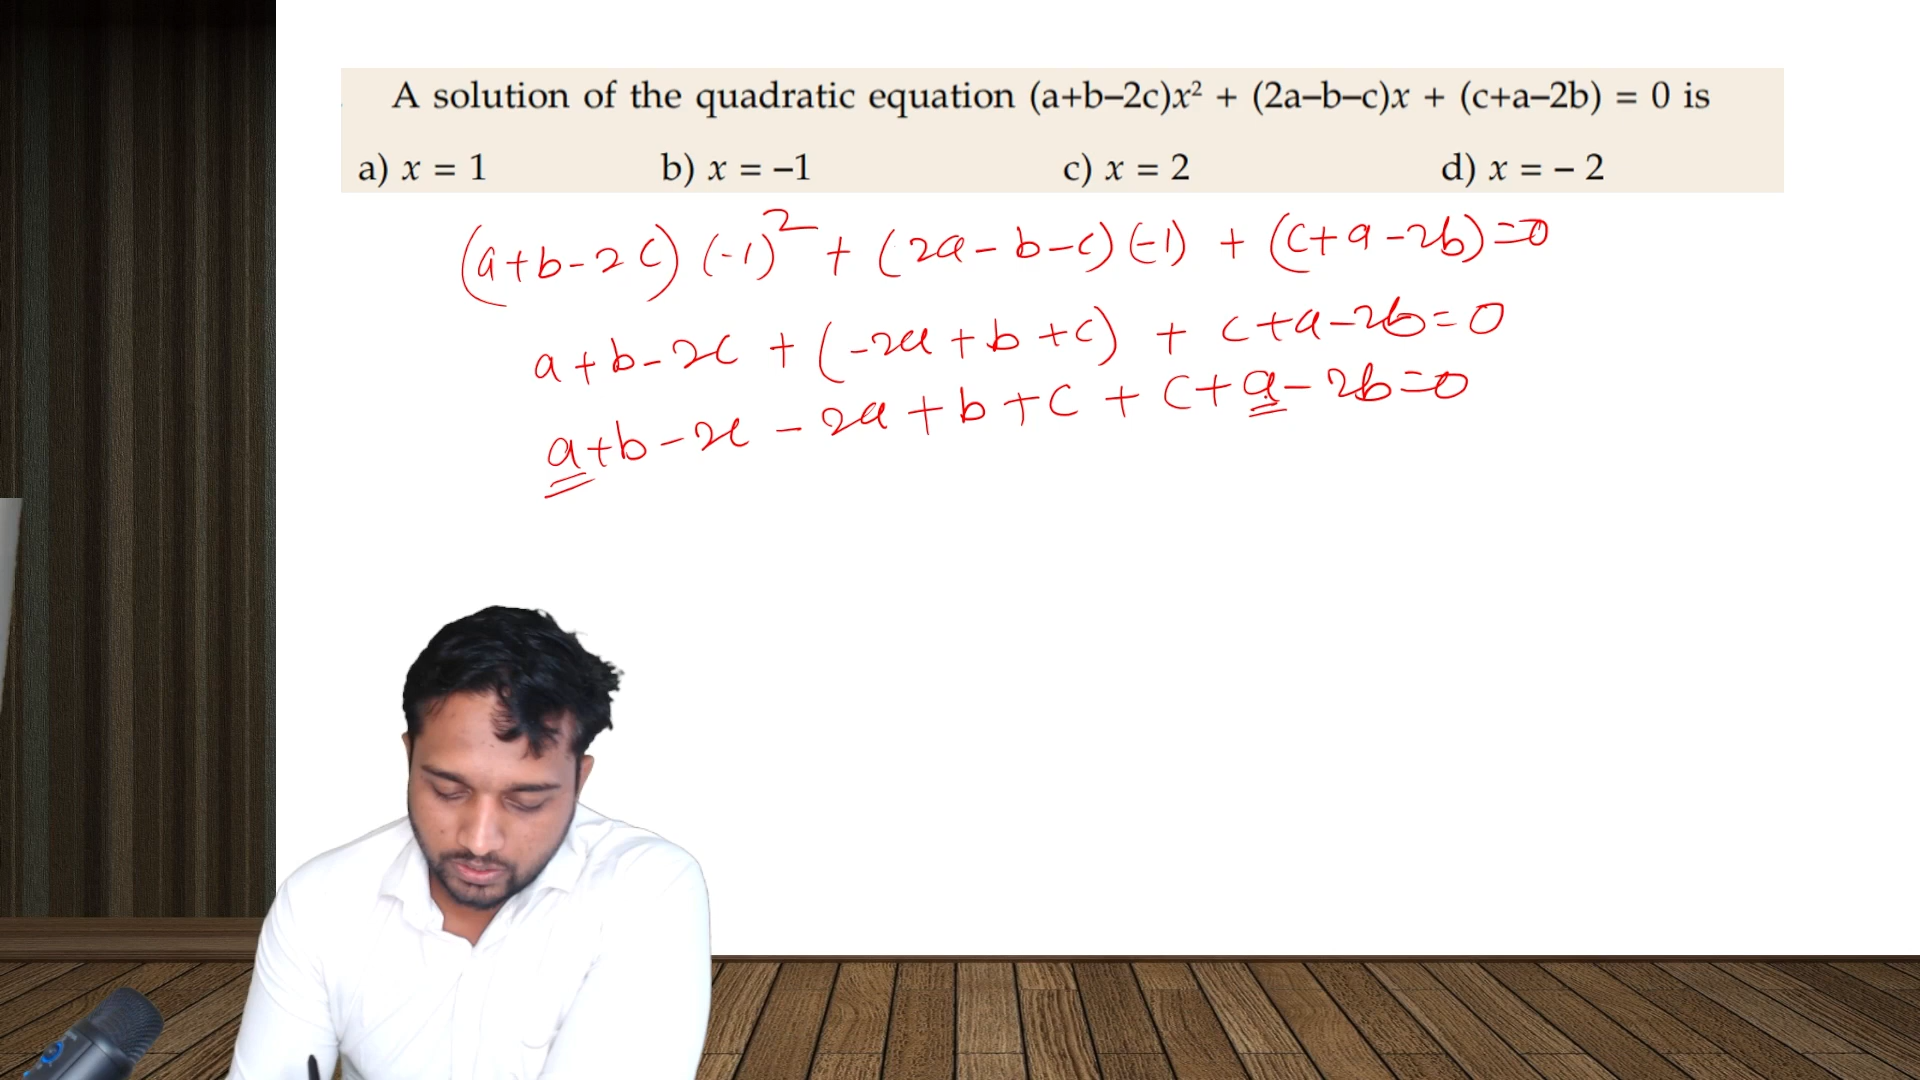 A solution of the quadratic equation (a+b–2c)x² + (2a–b–c)x + (c+a–2b) = 0 is
a) x = 1 b) x = –1 c) x = 2 d) x = – 2
(a+b-2c) (-1)² + (2a-b-c) (-1) + (c+a-2b)=0
a+b-2c + (-2a+b+c) + c+a-2b=0
a+b-2c - 2a+b+c + c+a-2b=0